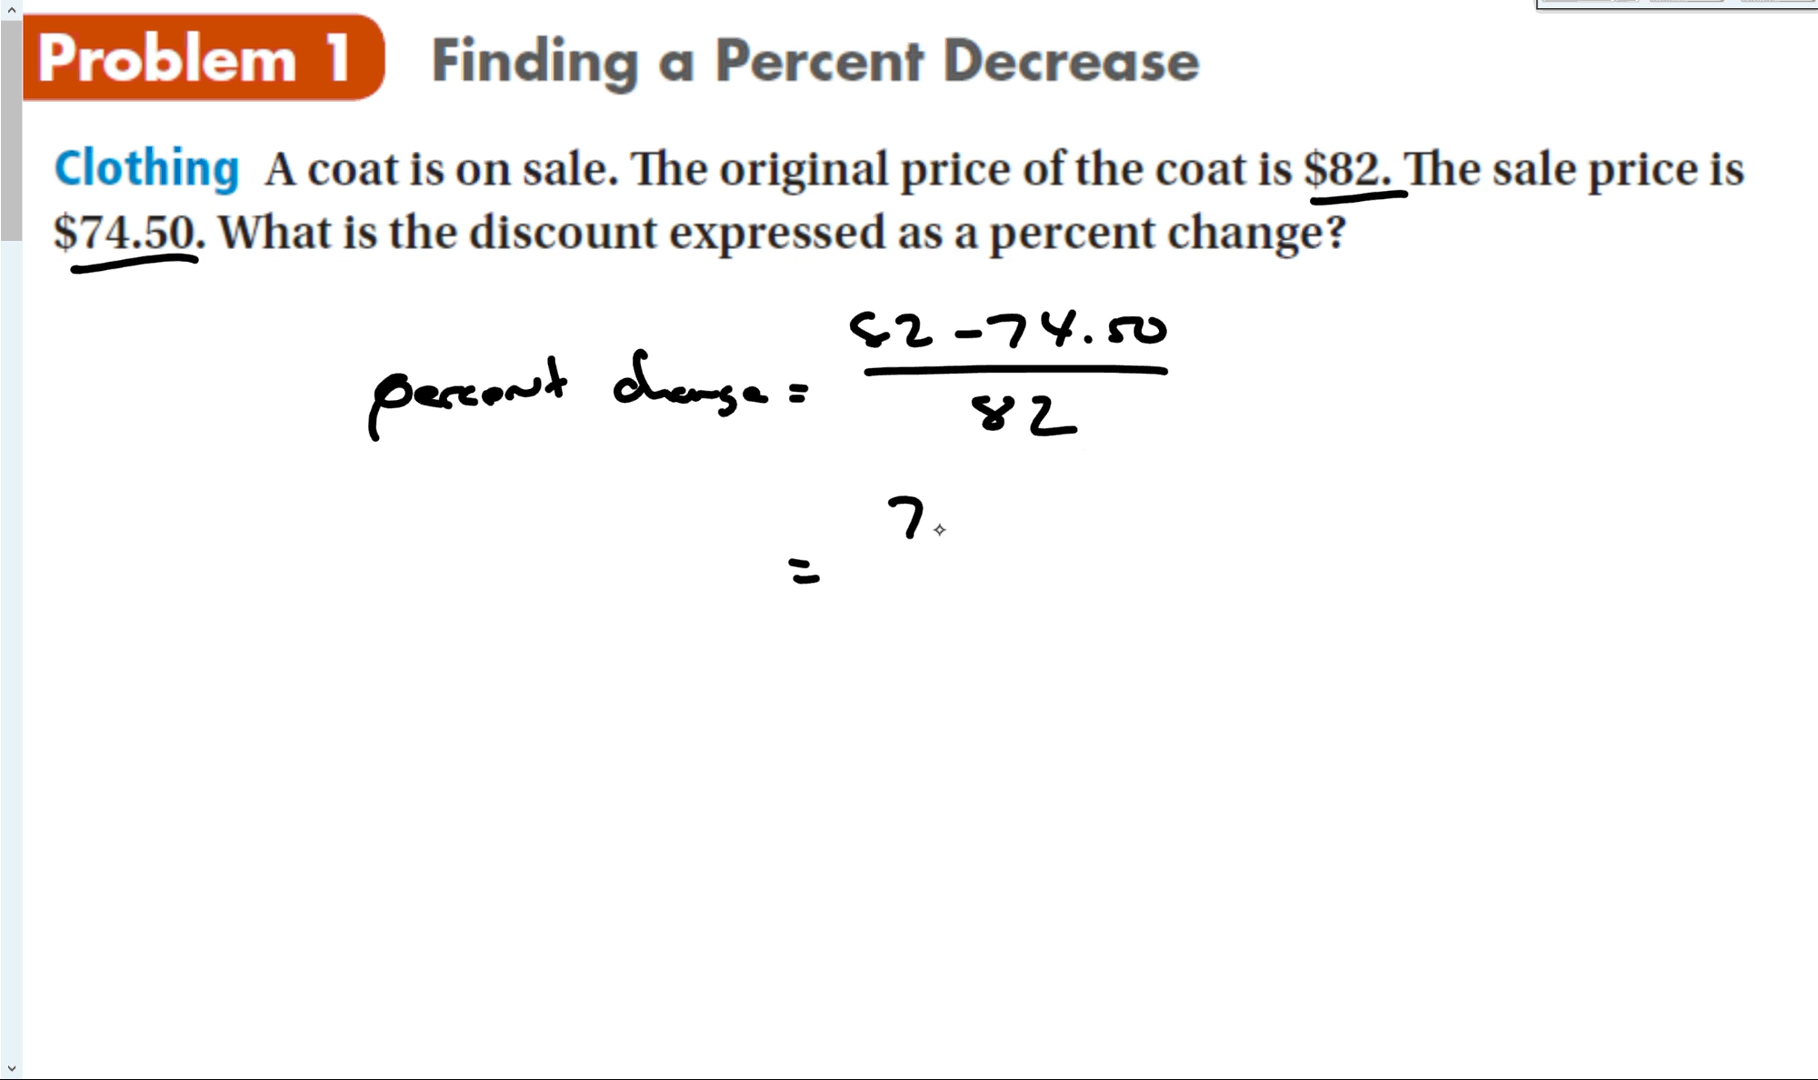 Problem 1 Finding a Percent Decrease
Clothing A coat is on sale. The original price of the coat is $82. The sale price is
$74.50. What is the discount expressed as a percent change?
82 - 74.50
percent change =
82
7.
=